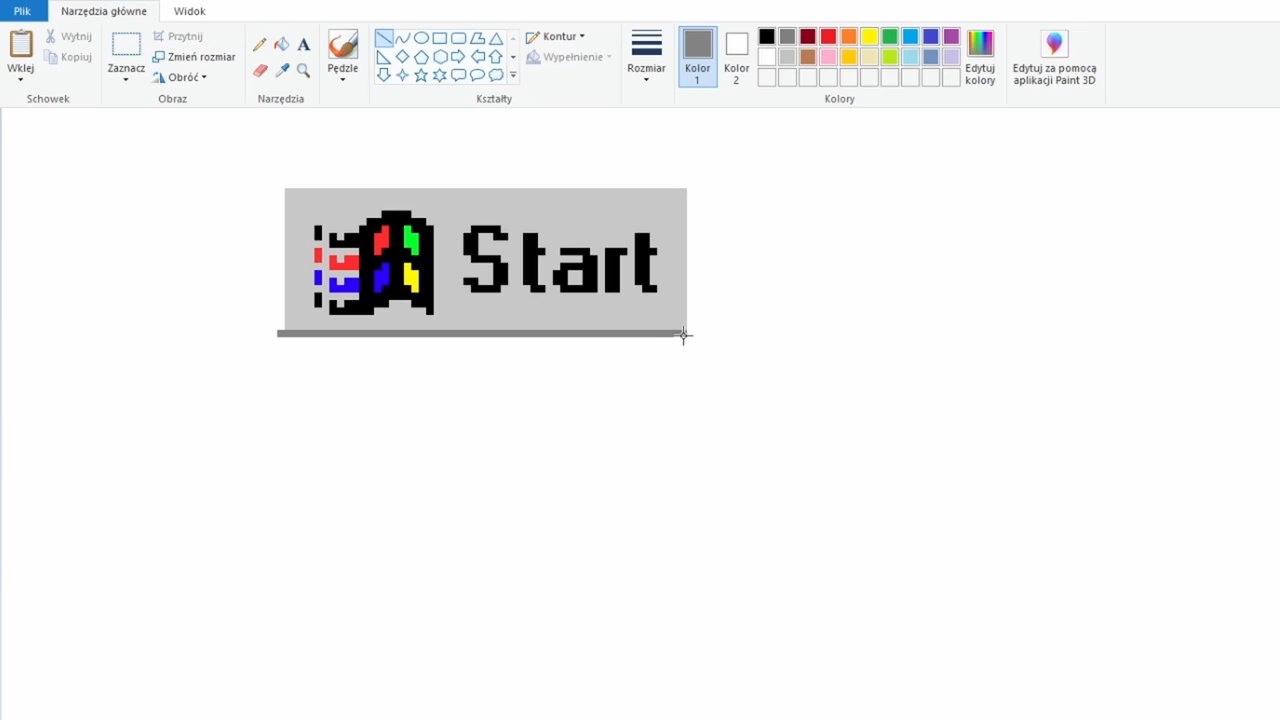 Plik Narzędzia główne Widok
Wklej
Wytnij
Kopiuj
Schowek
Zaznacz
Przytnij
Zmień rozmiar
Obróć
Obraz
A
Narzędzia
Pędzle
Kontur
Wypełnienie
Kształty
Rozmiar
Kolor
1
Kolor
2
Edytuj
kolory
Kolory
Edytuj za pomocą
aplikacji Paint 3D
Start